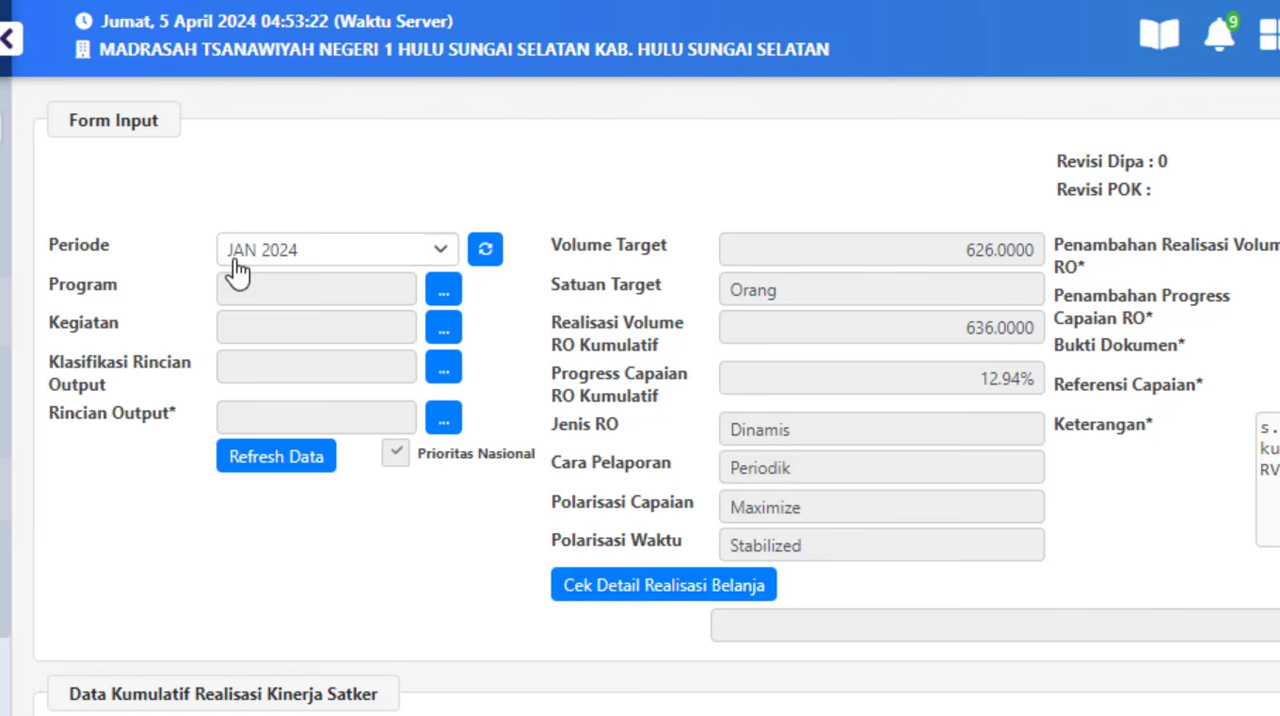 Jumat, 5 April 2024 04:53:22 (Waktu Server)
MADRASAH TSANAWIYAH NEGERI 1 HULU SUNGAI SELATAN KAB. HULU SUNGAI SELATAN
9
Form Input
Revisi Dipa : 0
Revisi POK :
Periode
JAN 2024
Program
...
Kegiatan
...
Klasifikasi Rincian
Output
...
Rincian Output*
...
Refresh Data
Prioritas Nasional
Volume Target
626.0000
Satuan Target
Orang
Realisasi Volume
RO Kumulatif
636.0000
Progress Capaian
RO Kumulatif
12.94%
Jenis RO
Dinamis
Cara Pelaporan
Periodik
Polarisasi Capaian
Maximize
Polarisasi Waktu
Stabilized
Cek Detail Realisasi Belanja
Penambahan Realisasi Volum
RO*
Penambahan Progress
Capaian RO*
Bukti Dokumen*
Referensi Capaian*
Keterangan*
s.
ku
RV
Data Kumulatif Realisasi Kinerja Satker